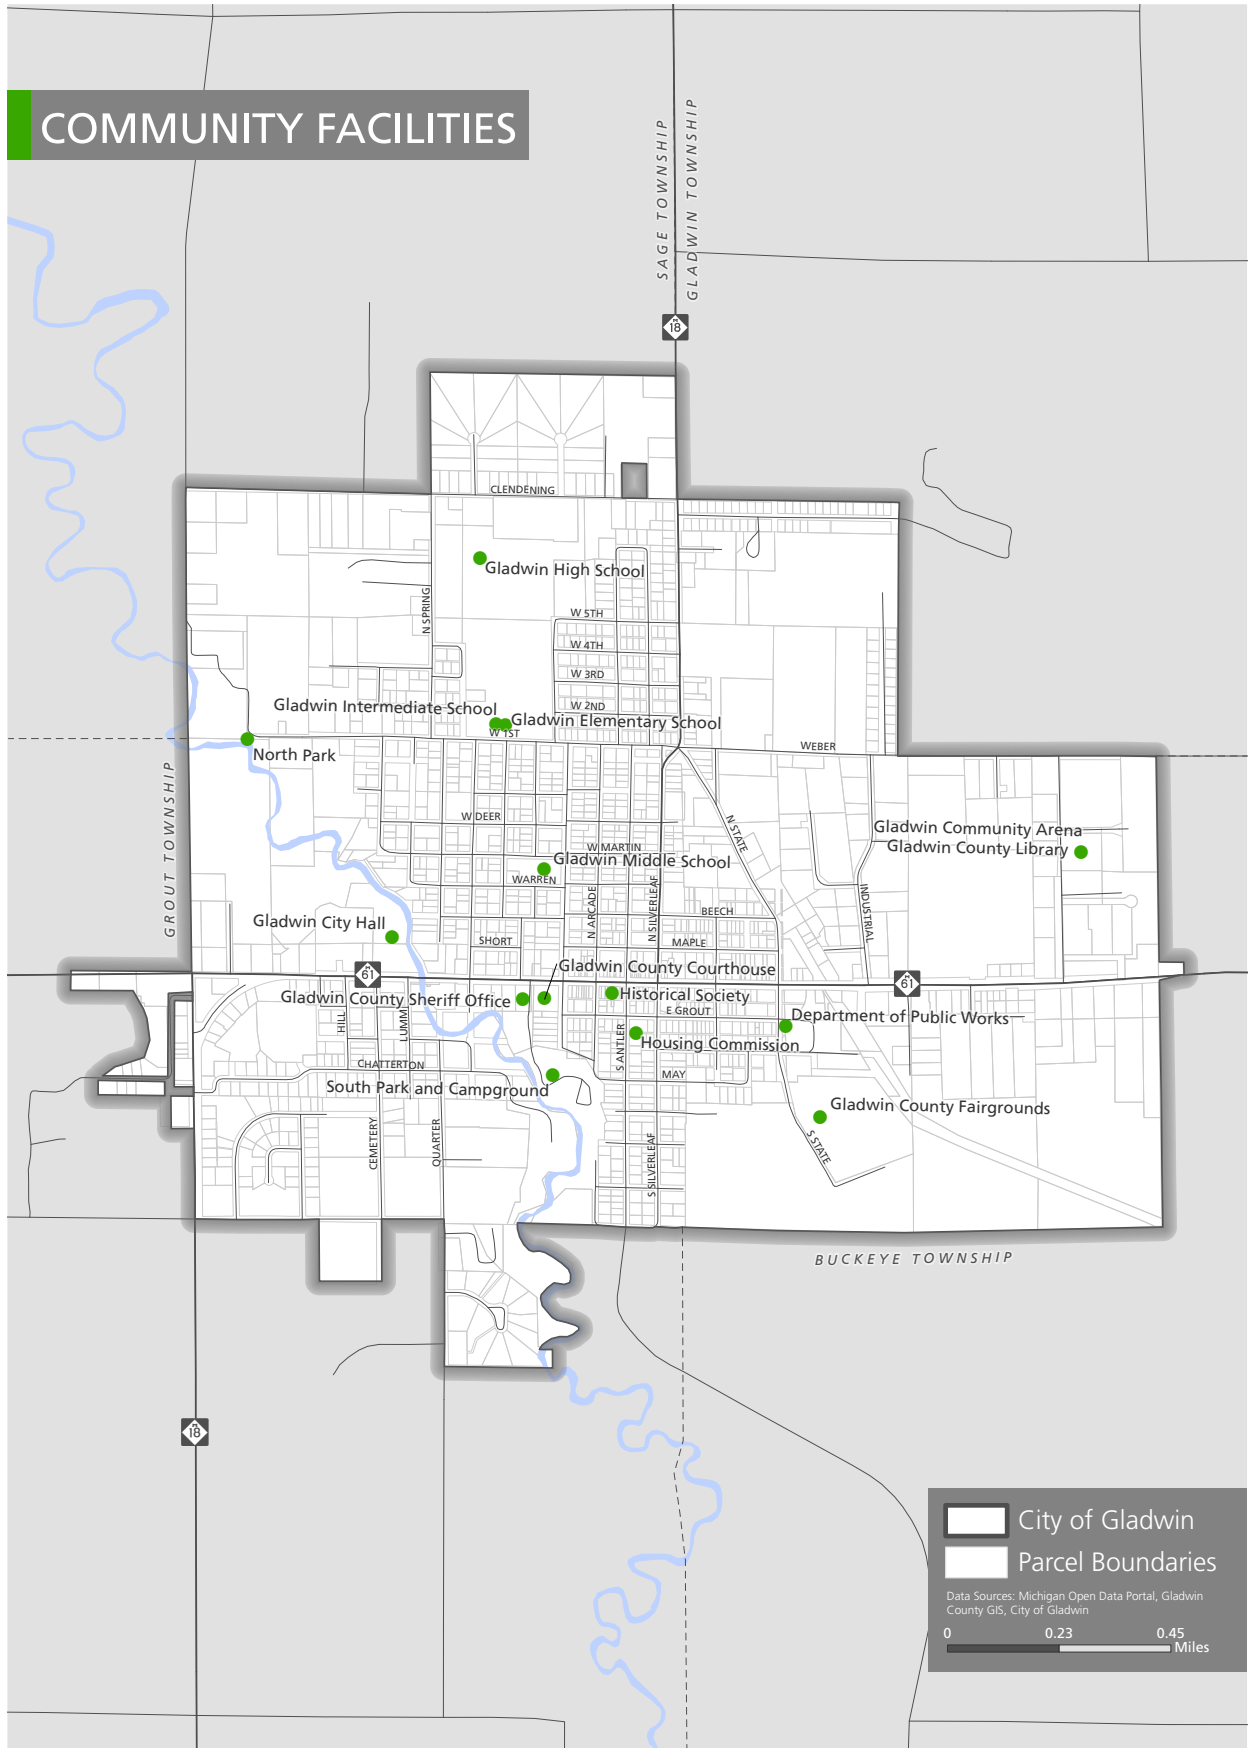 COMMUNITY FACILITIES
SAGE TOWNSHIP
GLADWIN TOWNSHIP
M
18
CLENDENING
Gladwin High School
N SPRING
W 5TH
W 4TH
W 3RD
W 2ND
Gladwin Intermediate School
Gladwin Elementary School
W 1ST
WEBER
North Park
GROUT TOWNSHIP
W DEER
N STATE
Gladwin Community Arena
Gladwin County Library
W MARTIN
Gladwin Middle School
WARREN
N ARCADE
N SILVERLEAF
INDUSTRIAL
BEECH
Gladwin City Hall
SHORT
MAPLE
M
61
Gladwin County Courthouse
M
61
Gladwin County Sheriff Office
Historical Society
E GROUT
Department of Public Works
HILL
LUMM
S ANTLER
Housing Commission
CHATTERTON
MAY
South Park and Campground
Gladwin County Fairgrounds
CEMETERY
QUARTER
S SILVERLEAF
S STATE
BUCKEYE TOWNSHIP
M
18
City of Gladwin
Parcel Boundaries
Data Sources: Michigan Open Data Portal, Gladwin
County GIS, City of Gladwin
0 0.23 0.45
Miles